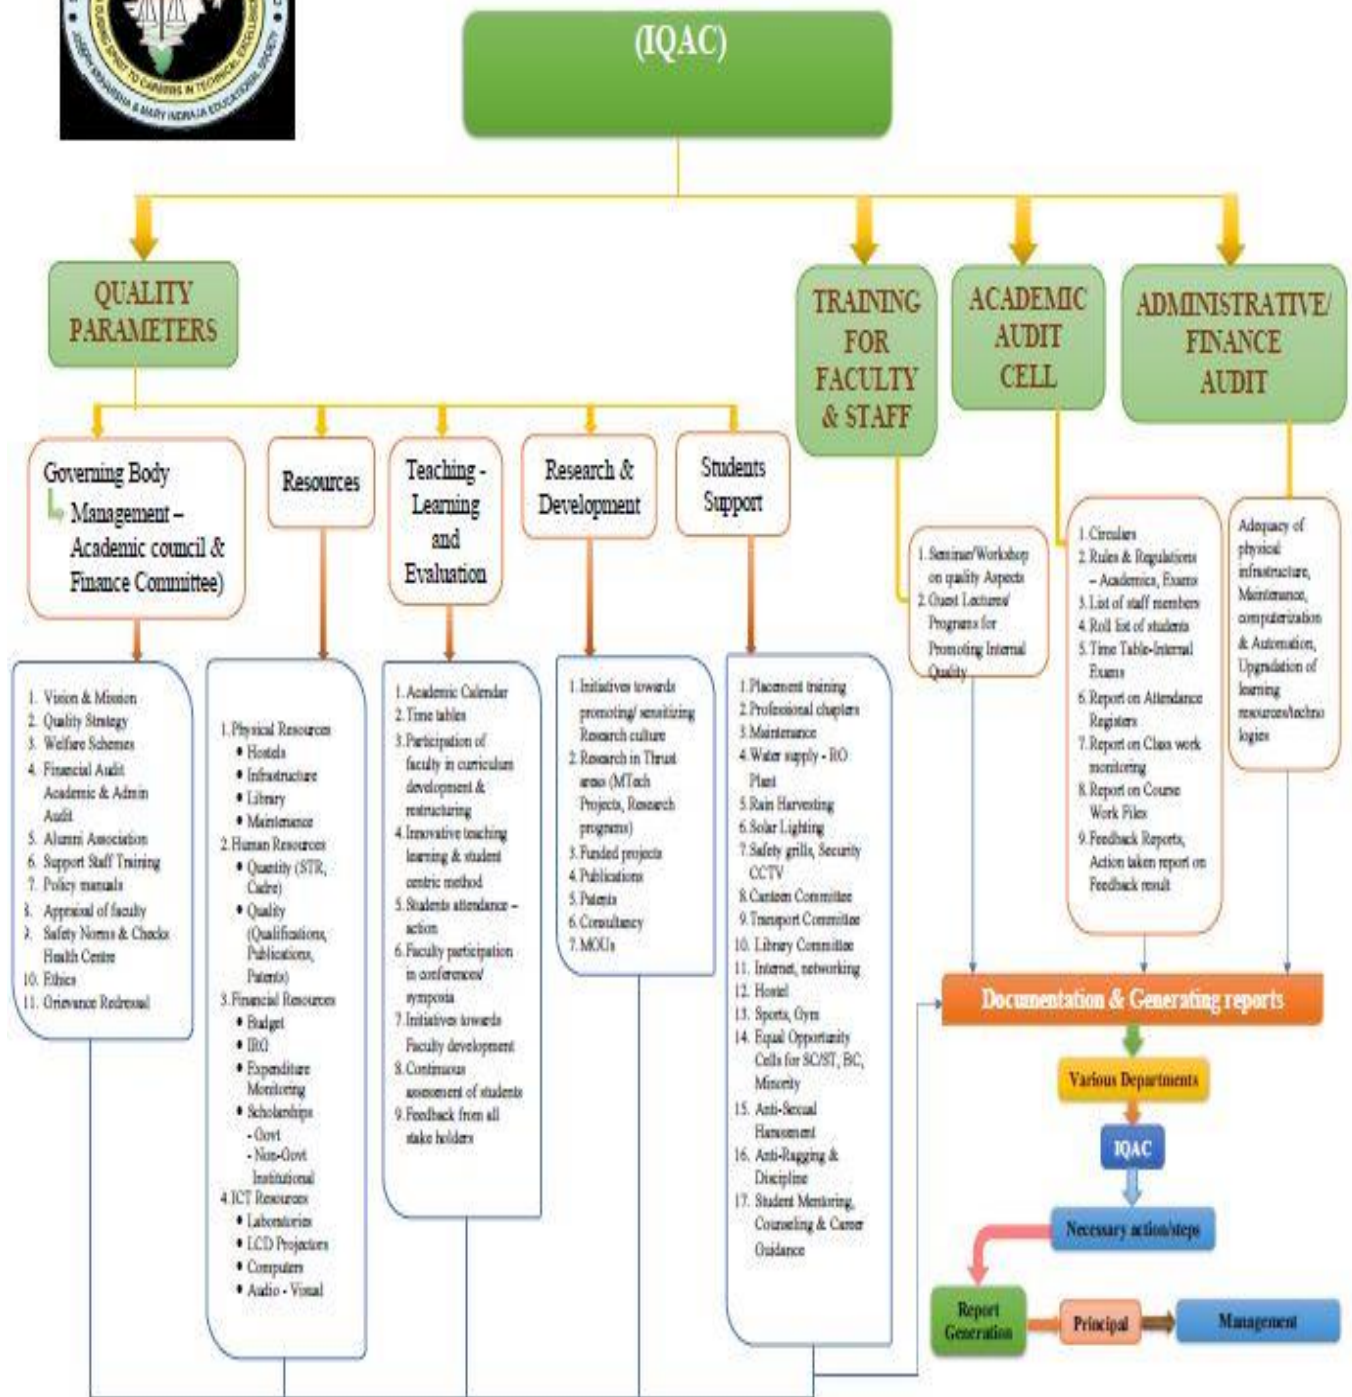 GUIDING SPIRIT TO CAREERS IN TECHNICAL EXCELLENCE
JOSEPH SRIHARSHA & MARY INDRAJA EDUCATIONAL SOCIETY
(IQAC)
QUALITY
PARAMETERS
TRAINING
FOR
FACULTY
& STAFF
ACADEMIC
AUDIT
CELL
ADMINISTRATIVE/
FINANCE
AUDIT
Governing Body
Management –
Academic council &
Finance Committee)
Resources
Teaching -
Learning
and
Evaluation
Research &
Development
Students
Support
1. Vision & Mission
2. Quality Strategy
3. Welfare Schemes
4. Financial Audit
Academic & Admin
Audit
5. Alumni Association
6. Support Staff Training
7. Policy manuals
8. Appraisal of faculty
9. Safety Norms & Checks
Health Centre
10. Ethics
11. Grievance Redressal
1. Physical Resources
• Hostels
• Infrastructure
• Library
• Maintenance
2. Human Resources
• Quantity (STR,
Cadre)
• Quality
(Qualifications,
Publications,
Patents)
3. Financial Resources
• Budget
• IRG
• Expenditure
Monitoring
• Scholarships
- Govt
- Non-Govt
Institutional
4. ICT Resources
• Laboratories
• LCD Projectors
• Computers
• Audio - Visual
1. Academic Calendar
2. Time tables
3. Participation of
faculty in curriculum
development &
restructuring
4. Innovative teaching
learning & student
centric method
5. Students attendance –
action
6. Faculty participation
in conferences/
symposia
7. Initiatives towards
Faculty development
8. Continuous
assessment of students
9. Feedback from all
stake holders
1. Initiatives towards
promoting/ sensitizing
Research culture
2. Research in Thrust
areas (MTech
Projects, Research
programs)
3. Funded projects
4. Publications
5. Patents
6. Consultancy
7. MOUs
1. Placement training
2. Professional chapters
3. Maintenance
4. Water supply - RO
Plant
5. Rain Harvesting
6. Solar Lighting
7. Safety grills, Security
CCTV
8. Canteen Committee
9. Transport Committee
10. Library Committee
11. Internet, networking
12. Hostel
13. Sports, Gym
14. Equal Opportunity
Cells for SC/ST, BC,
Minority
15. Anti-Sexual
Harassment
16. Anti-Ragging &
Discipline
17. Student Mentoring,
Counseling & Career
Guidance
1. Seminar/Workshop
on quality Aspects
2. Guest Lectures/
Programs for
Promoting Internal
Quality
1. Circulars
2. Rules & Regulations
– Academics, Exams
3. List of staff members
4. Roll list of students
5. Time Table-Internal
Exams
6. Report on Attendance
Registers
7. Report on Class work
monitoring
8. Report on Course
Work Files
9. Feedback Reports,
Action taken report on
Feedback result
Adequacy of
physical
infrastructure,
Maintenance,
computerization
& Automation,
Upgradation of
learning
resources/techno
logies
Documentation & Generating reports
Various Departments
IQAC
Necessary action/steps
Report
Generation
Principal
Management